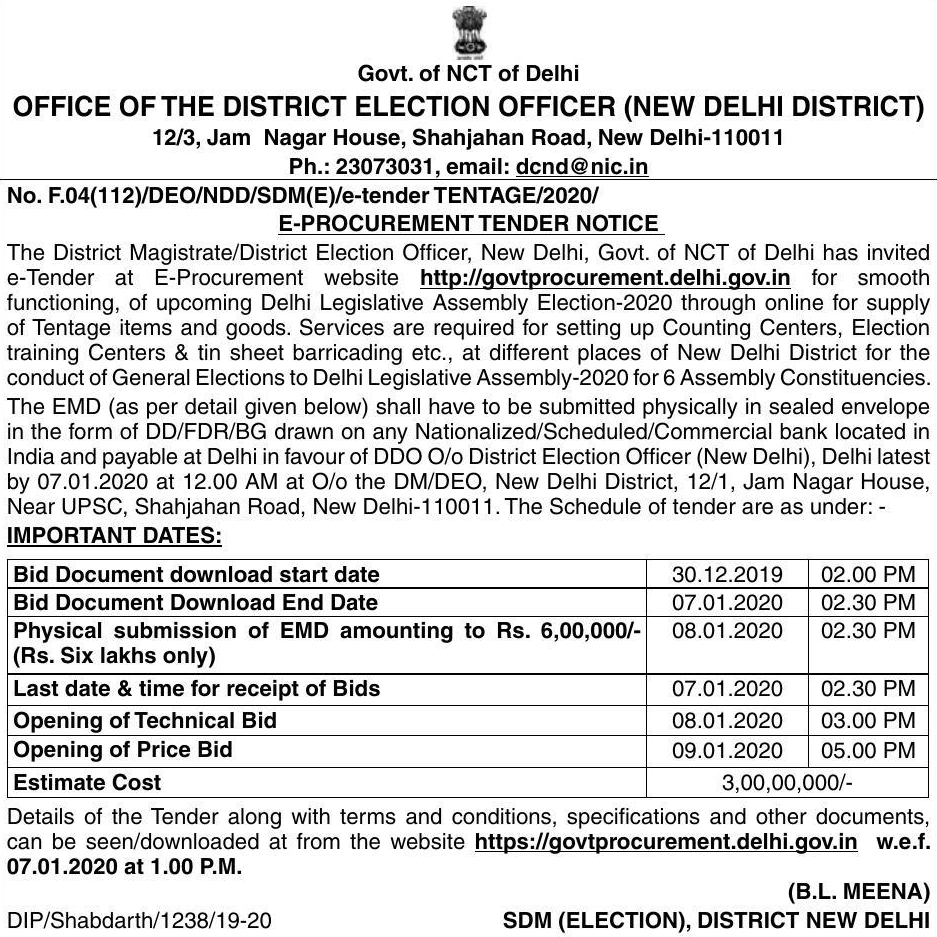 Govt. of NCT of Delhi
OFFICE OF THE DISTRICT ELECTION OFFICER (NEW DELHI DISTRICT)
12/3, Jam Nagar House, Shahjahan Road, New Delhi-110011
Ph.: 23073031, email: dcnd@nic.in
No. F.04(112)/DEO/NDD/SDM(E)/e-tender TENTAGE/2020/
E-PROCUREMENT TENDER NOTICE
The District Magistrate/District Election Officer, New Delhi, Govt. of NCT of Delhi has invited
e-Tender at E-Procurement website http://govtprocurement.delhi.gov.in for smooth
functioning, of upcoming Delhi Legislative Assembly Election-2020 through online for supply
of Tentage items and goods. Services are required for setting up Counting Centers, Election
training Centers & tin sheet barricading etc., at different places of New Delhi District for the
conduct of General Elections to Delhi Legislative Assembly-2020 for 6 Assembly Constituencies.
The EMD (as per detail given below) shall have to be submitted physically in sealed envelope
in the form of DD/FDR/BG drawn on any Nationalized/Scheduled/Commercial bank located in
India and payable at Delhi in favour of DDO O/o District Election Officer (New Delhi), Delhi latest
by 07.01.2020 at 12.00 AM at O/o the DM/DEO, New Delhi District, 12/1, Jam Nagar House,
Near UPSC, Shahjahan Road, New Delhi-110011. The Schedule of tender are as under: -
IMPORTANT DATES:
Bid Document download start date 30.12.2019 02.00 PM
Bid Document Download End Date 07.01.2020 02.30 PM
Physical submission of EMD amounting to Rs. 6,00,000/- 08.01.2020 02.30 PM
(Rs. Six lakhs only)
Last date & time for receipt of Bids 07.01.2020 02.30 PM
Opening of Technical Bid 08.01.2020 03.00 PM
Opening of Price Bid 09.01.2020 05.00 PM
Estimate Cost 3,00,00,000/-
Details of the Tender along with terms and conditions, specifications and other documents,
can be seen/downloaded at from the website https://govtprocurement.delhi.gov.in w.e.f.
07.01.2020 at 1.00 P.M.
(B.L. MEENA)
DIP/Shabdarth/1238/19-20 SDM (ELECTION), DISTRICT NEW DELHI